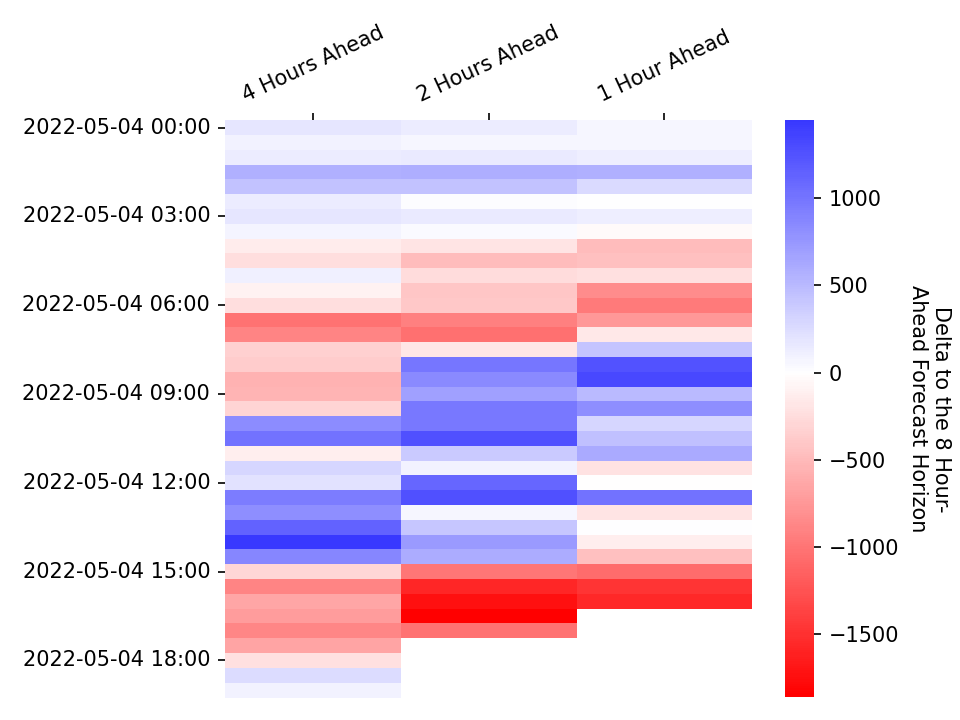 4 Hours Ahead
2 Hours Ahead
1 Hour Ahead
2022-05-04 00:00
2022-05-04 03:00
2022-05-04 06:00
2022-05-04 09:00
2022-05-04 12:00
2022-05-04 15:00
2022-05-04 18:00
1000
500
0
−500
−1000
−1500
Delta to the 8 Hour-
Ahead Forecast Horizon